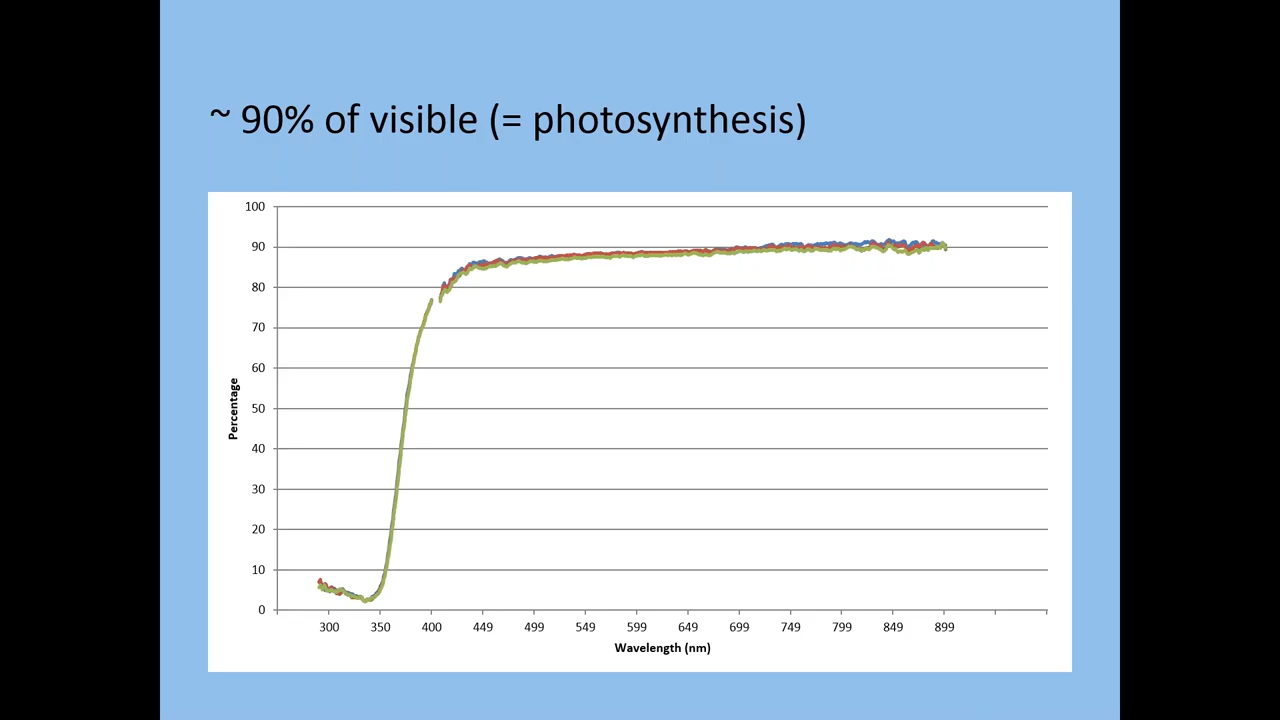 ~ 90% of visible (= photosynthesis)
100
90
80
70
60
50
40
30
20
10
0
Percentage
300 350 400 449 499 549 599 649 699 749 799 849 899
Wavelength (nm)